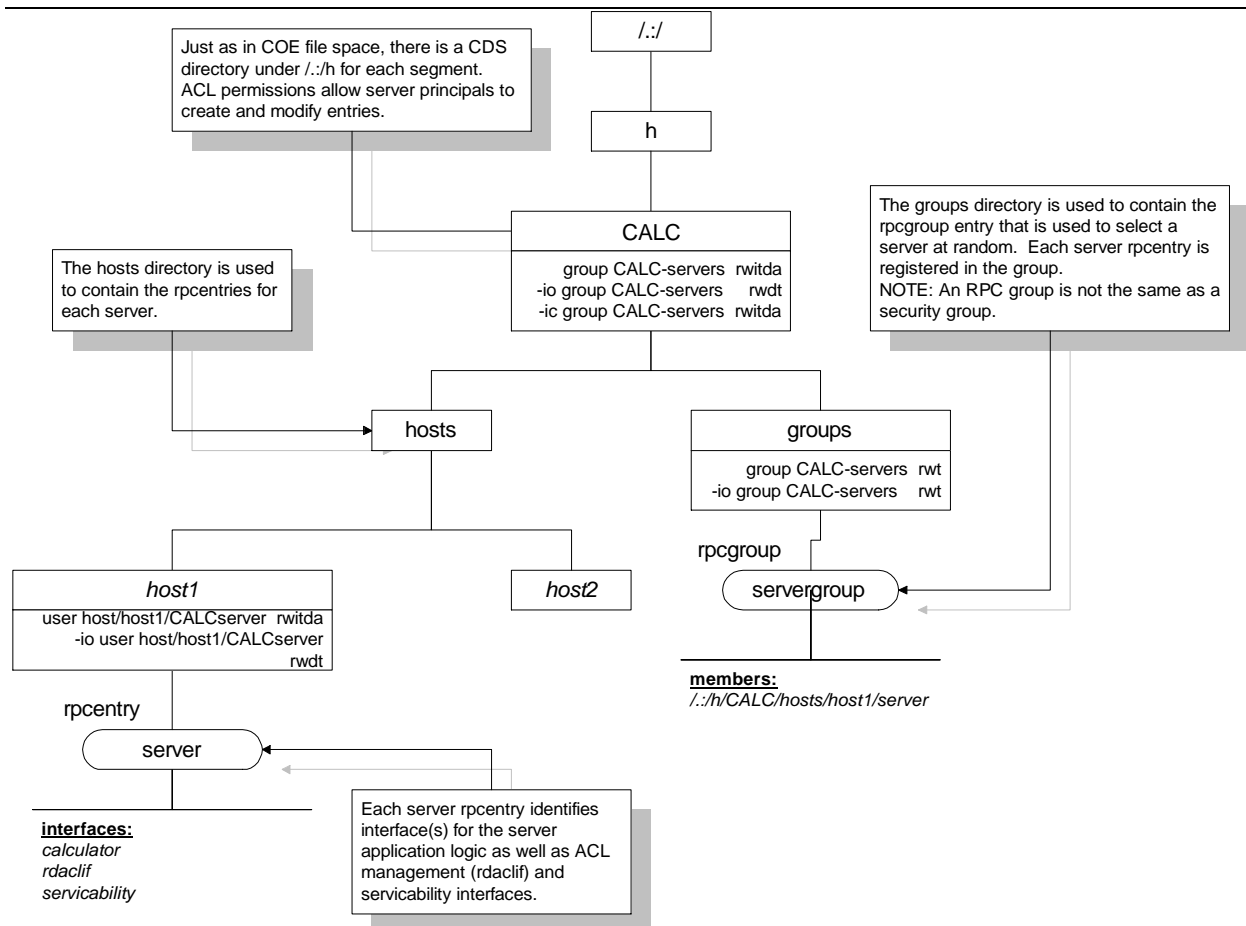 /.:/
Just as in COE file space, there is a CDS
directory under /.:/h for each segment.
ACL permissions allow server principals to
create and modify entries.
h
The groups directory is used to contain the
rpcgroup entry that is used to select a
server at random.  Each server rpcentry is
registered in the group.
NOTE: An RPC group is not the same as a
security group.
CALC
group CALC-servers  rwitda
-io group CALC-servers  rwdt
-ic group CALC-servers  rwitda
The hosts directory is used
to contain the rpcentries for
each server.
hosts
groups
group CALC-servers  rwt
-io group CALC-servers  rwt
rpcgroup
servergroup
host1
user host/host1/CALCserver  rwitda
-io user host/host1/CALCserver
rwdt
host2
members:
/.:/h/CALC/hosts/host1/server
rpcentry
server
interfaces:
calculator
rdaclif
servicability
Each server rpcentry identifies
interface(s) for the server
application logic as well as ACL
management (rdaclif) and
servicability interfaces.